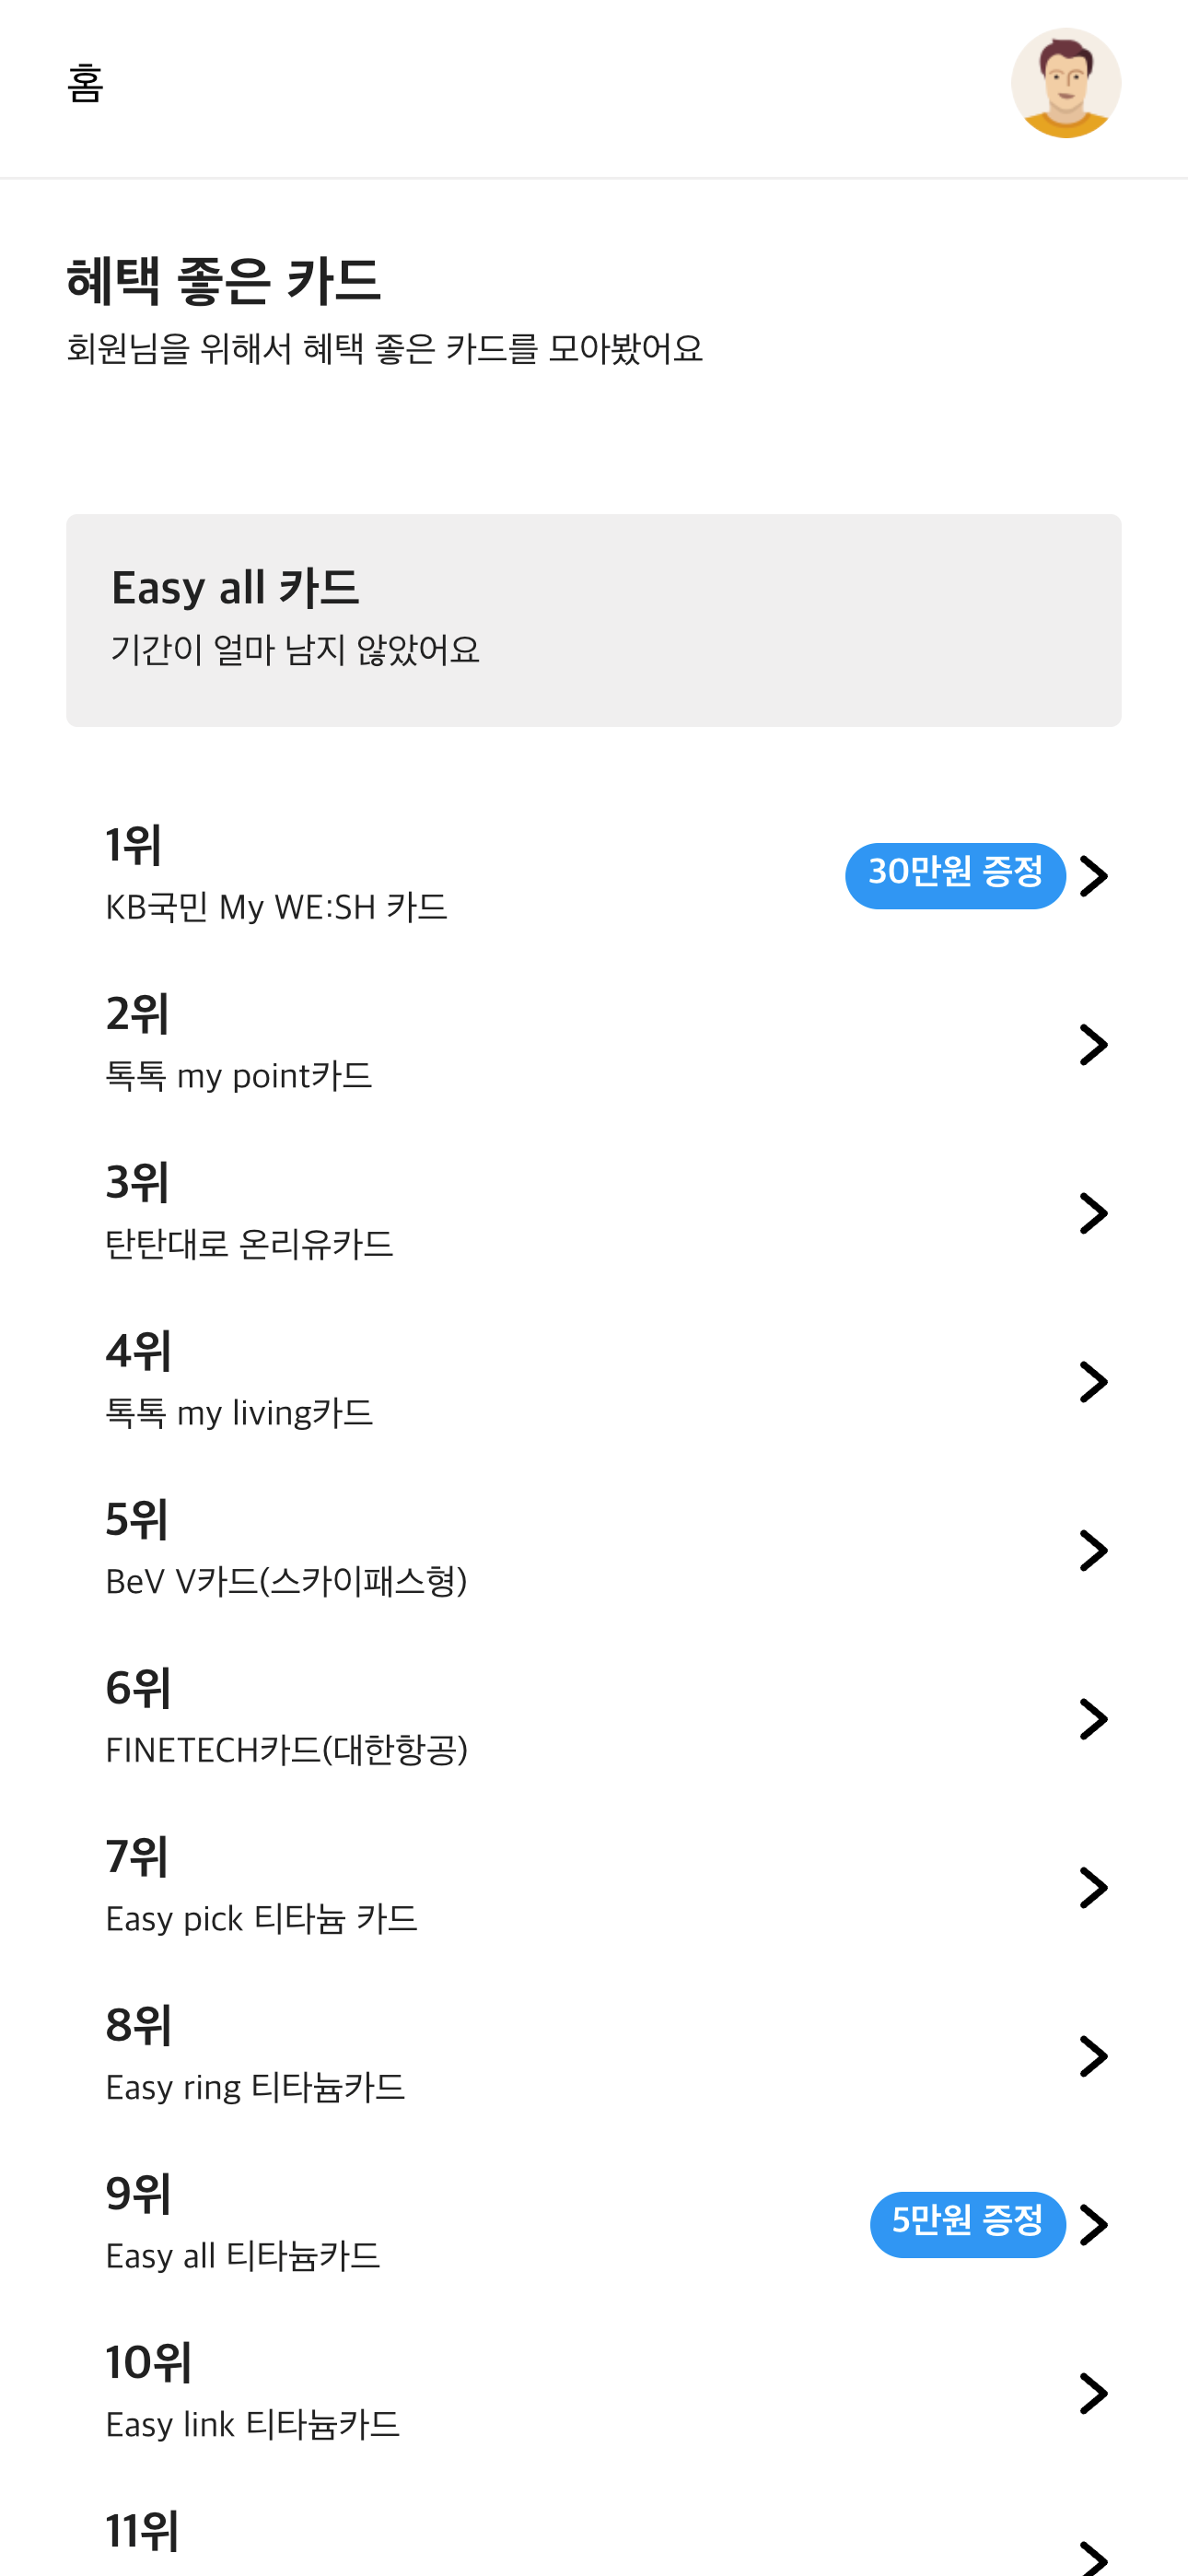 홈
혜택 좋은 카드
회원님을 위해서 혜택 좋은 카드를 모아봤어요
Easy all 카드
기간이 얼마 남지 않았어요
1위
KB국민 My WE:SH 카드
30만원 증정
2위
톡톡 my point카드
3위
탄탄대로 온리유카드
4위
톡톡 my living카드
5위
BeV V카드(스카이패스형)
6위
FINETECH카드(대한항공)
7위
Easy pick 티타늄 카드
8위
Easy ring 티타늄카드
9위
Easy all 티타늄카드
5만원 증정
10위
Easy link 티타늄카드
11위